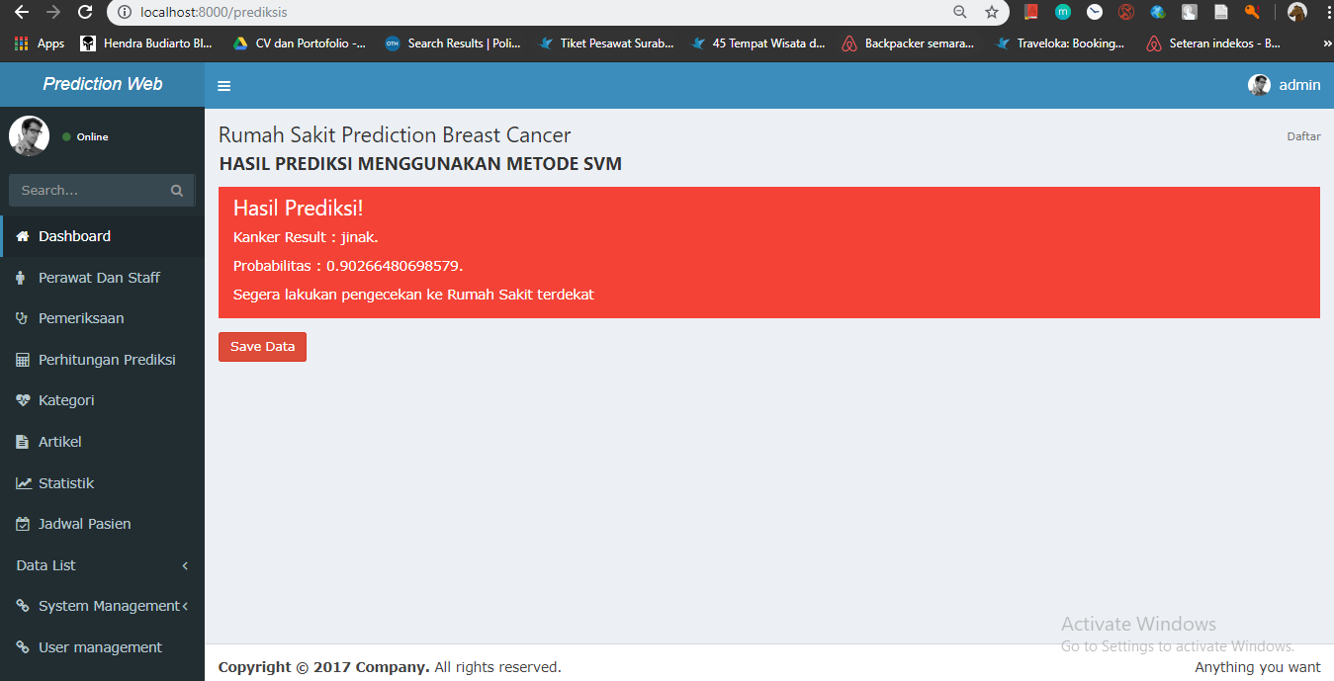 localhost:8000/prediksis
Apps Hendra Budiarto Bl... CV dan Portofolio -... Search Results | Poli... Tiket Pesawat Surab... 45 Tempat Wisata d... Backpacker semara... Traveloka: Booking... Seteran indekos - B... »
Prediction Web
admin
Online
Search...
Dashboard
Perawat Dan Staff
Pemeriksaan
Perhitungan Prediksi
Kategori
Artikel
Statistik
Jadwal Pasien
Data List
System Management
User management
Rumah Sakit Prediction Breast Cancer
Daftar
HASIL PREDIKSI MENGGUNAKAN METODE SVM
Hasil Prediksi!
Kanker Result : jinak.
Probabilitas : 0.90266480698579.
Segera lakukan pengecekan ke Rumah Sakit terdekat
Save Data
Activate Windows
Go to Settings to activate Windows.
Copyright © 2017 Company. All rights reserved.
Anything you want